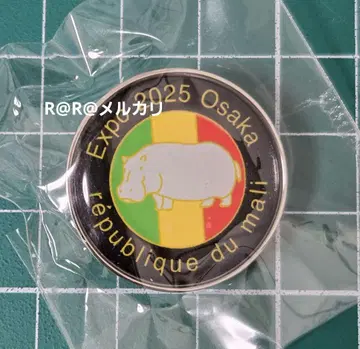 R@R@メルカリ
Expo 2025 Osaka
république du mali